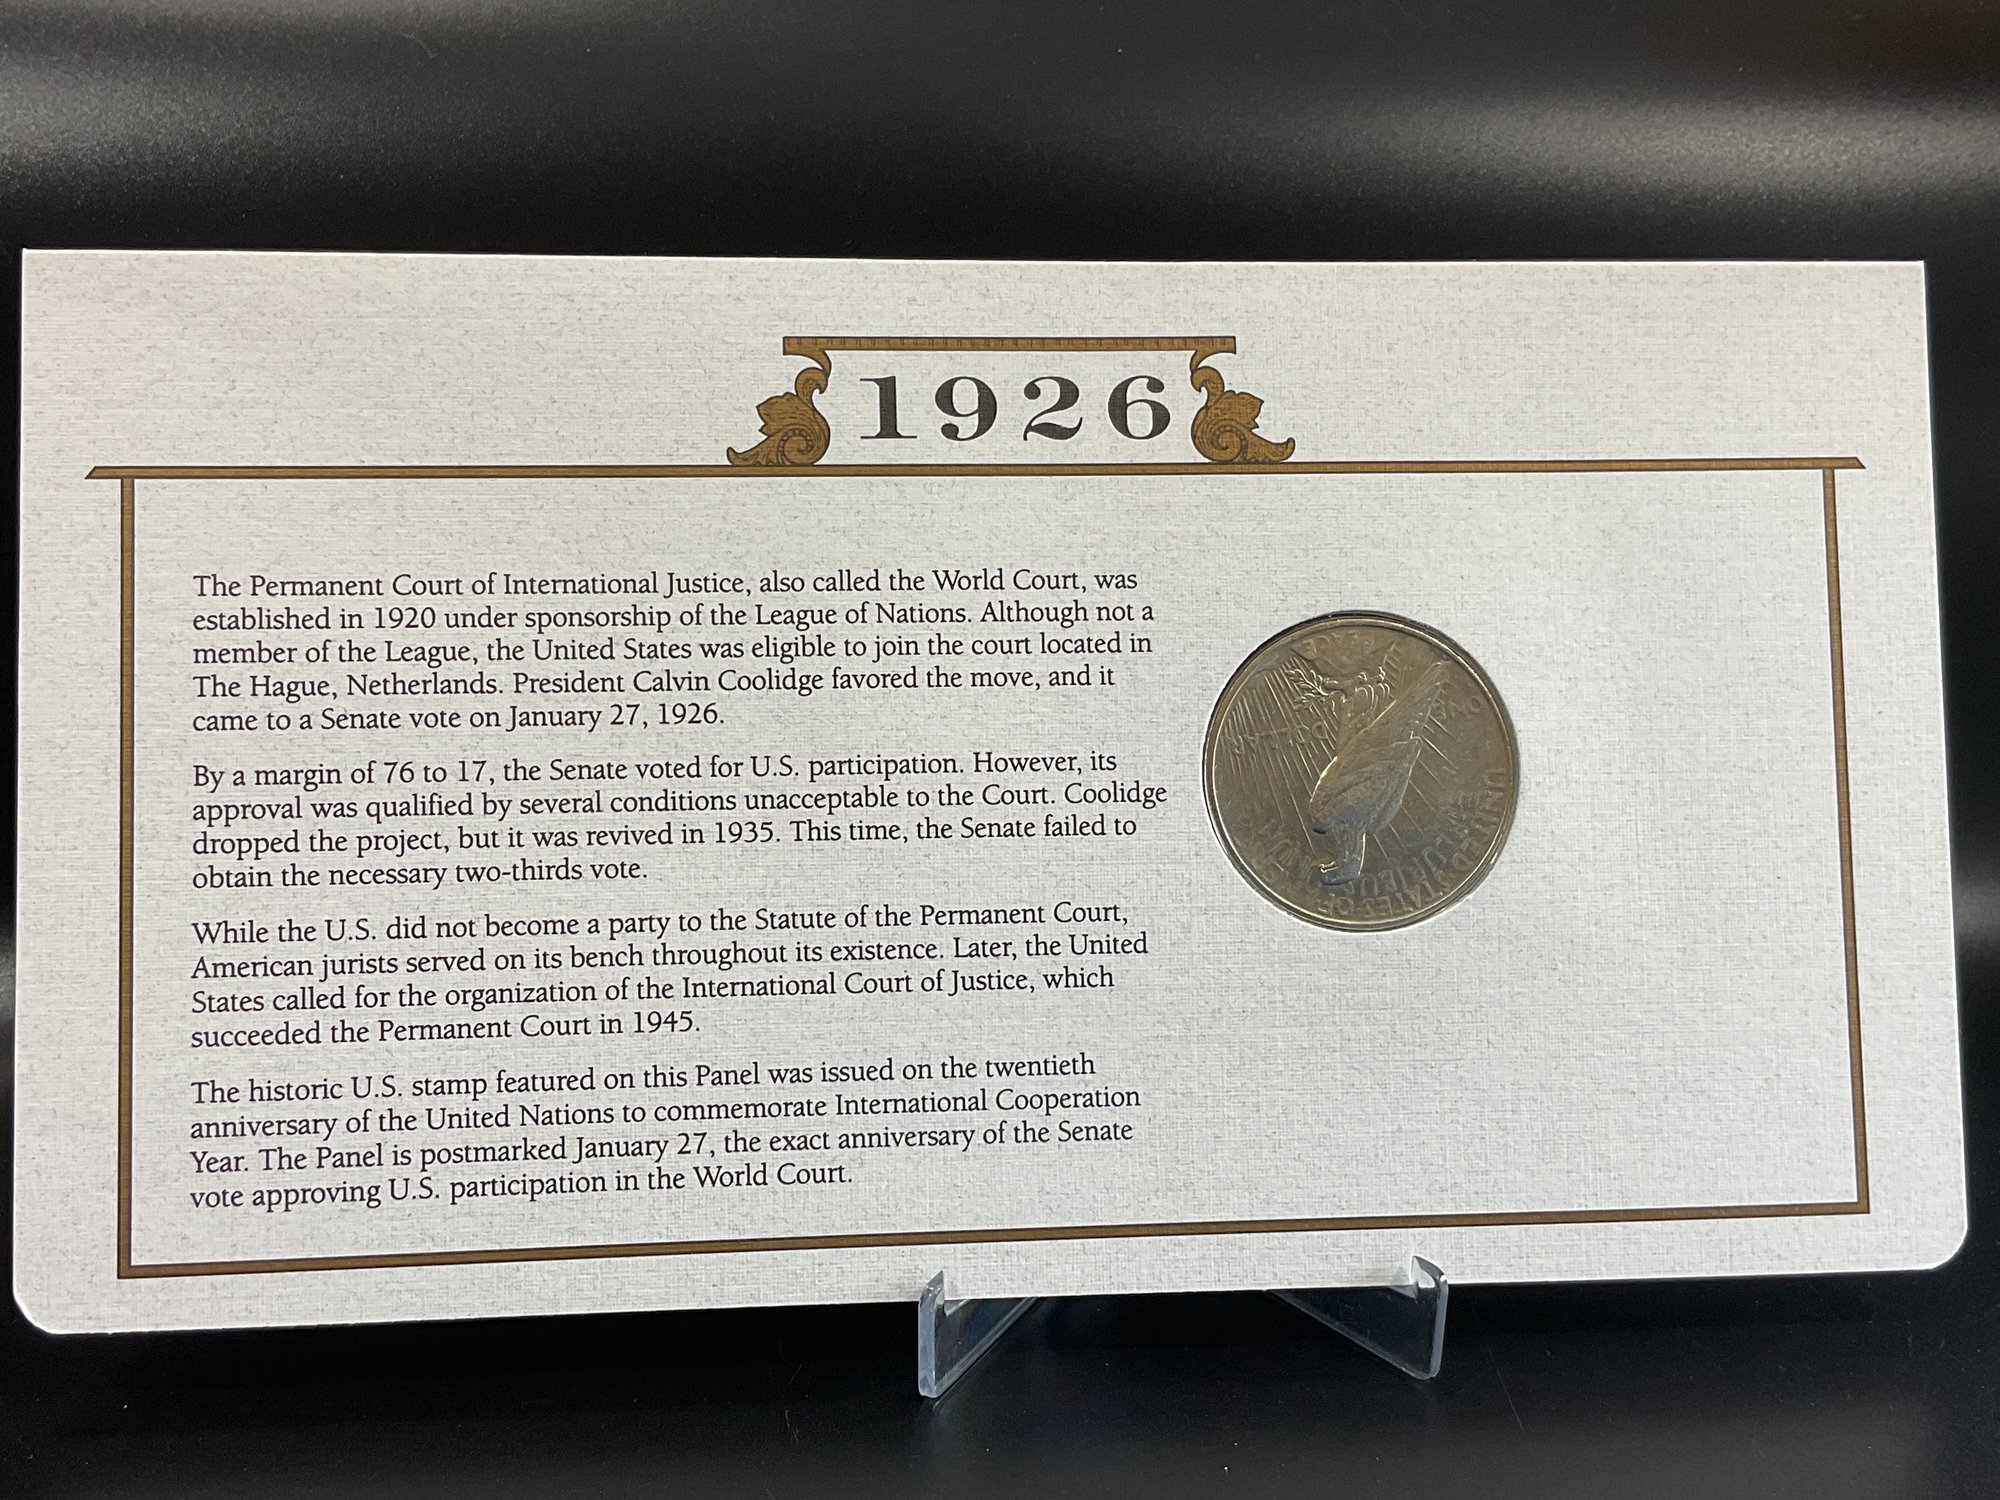 1926
The Permanent Court of International Justice, also called the World Court, was
established in 1920 under sponsorship of the League of Nations. Although not a
member of the League, the United States was eligible to join the court located in
The Hague, Netherlands. President Calvin Coolidge favored the move, and it
came to a Senate vote on January 27, 1926.
By a margin of 76 to 17, the Senate voted for U.S. participation. However, its
approval was qualified by several conditions unacceptable to the Court. Coolidge
dropped the project, but it was revived in 1935. This time, the Senate failed to
obtain the necessary two-thirds vote.
While the U.S. did not become a party to the Statute of the Permanent Court,
American jurists served on its bench throughout its existence. Later, the United
States called for the organization of the International Court of Justice, which
succeeded the Permanent Court in 1945.
The historic U.S. stamp featured on this Panel was issued on the twentieth
anniversary of the United Nations to commemorate International Cooperation
Year. The Panel is postmarked January 27, the exact anniversary of the Senate
vote approving U.S. participation in the World Court.
UNITED STATES OF
PLURIBUS
ONE DOLLAR
PEACE